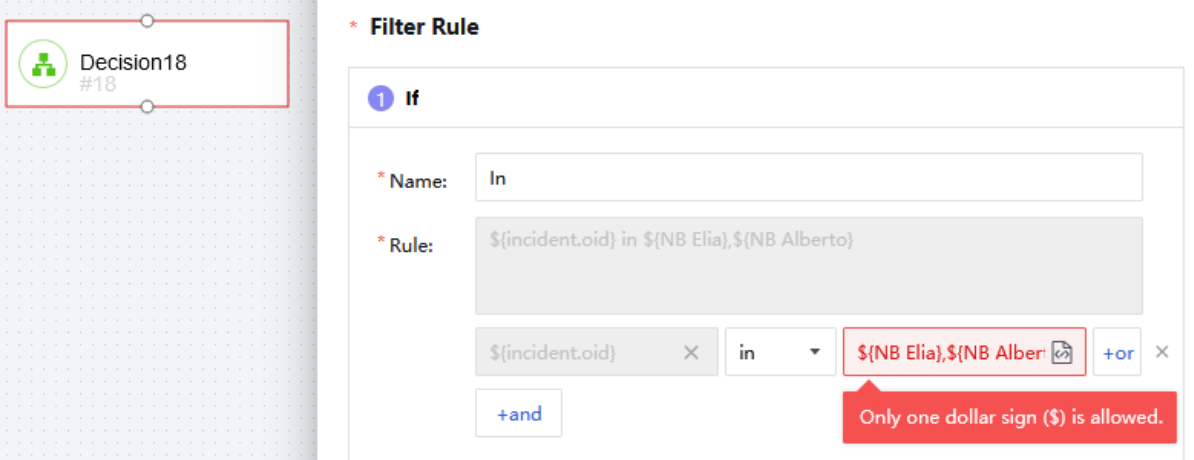 Decision18
#18
* Filter Rule
1 If
* Name: In
* Rule: ${incident.oid} in ${NB Elia},${NB Alberto}
${incident.oid} in ${NB Elia},${NB Alber +or
+and
Only one dollar sign ($) is allowed.